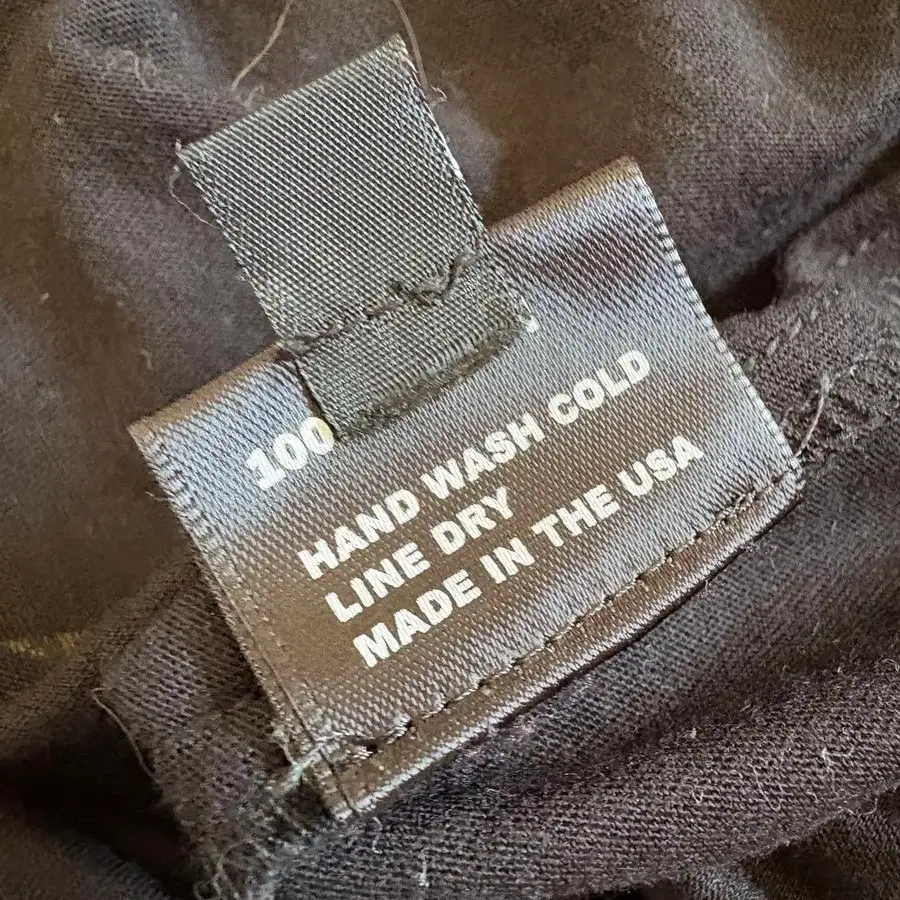 100
HAND WASH COLD
LINE DRY
MADE IN THE USA